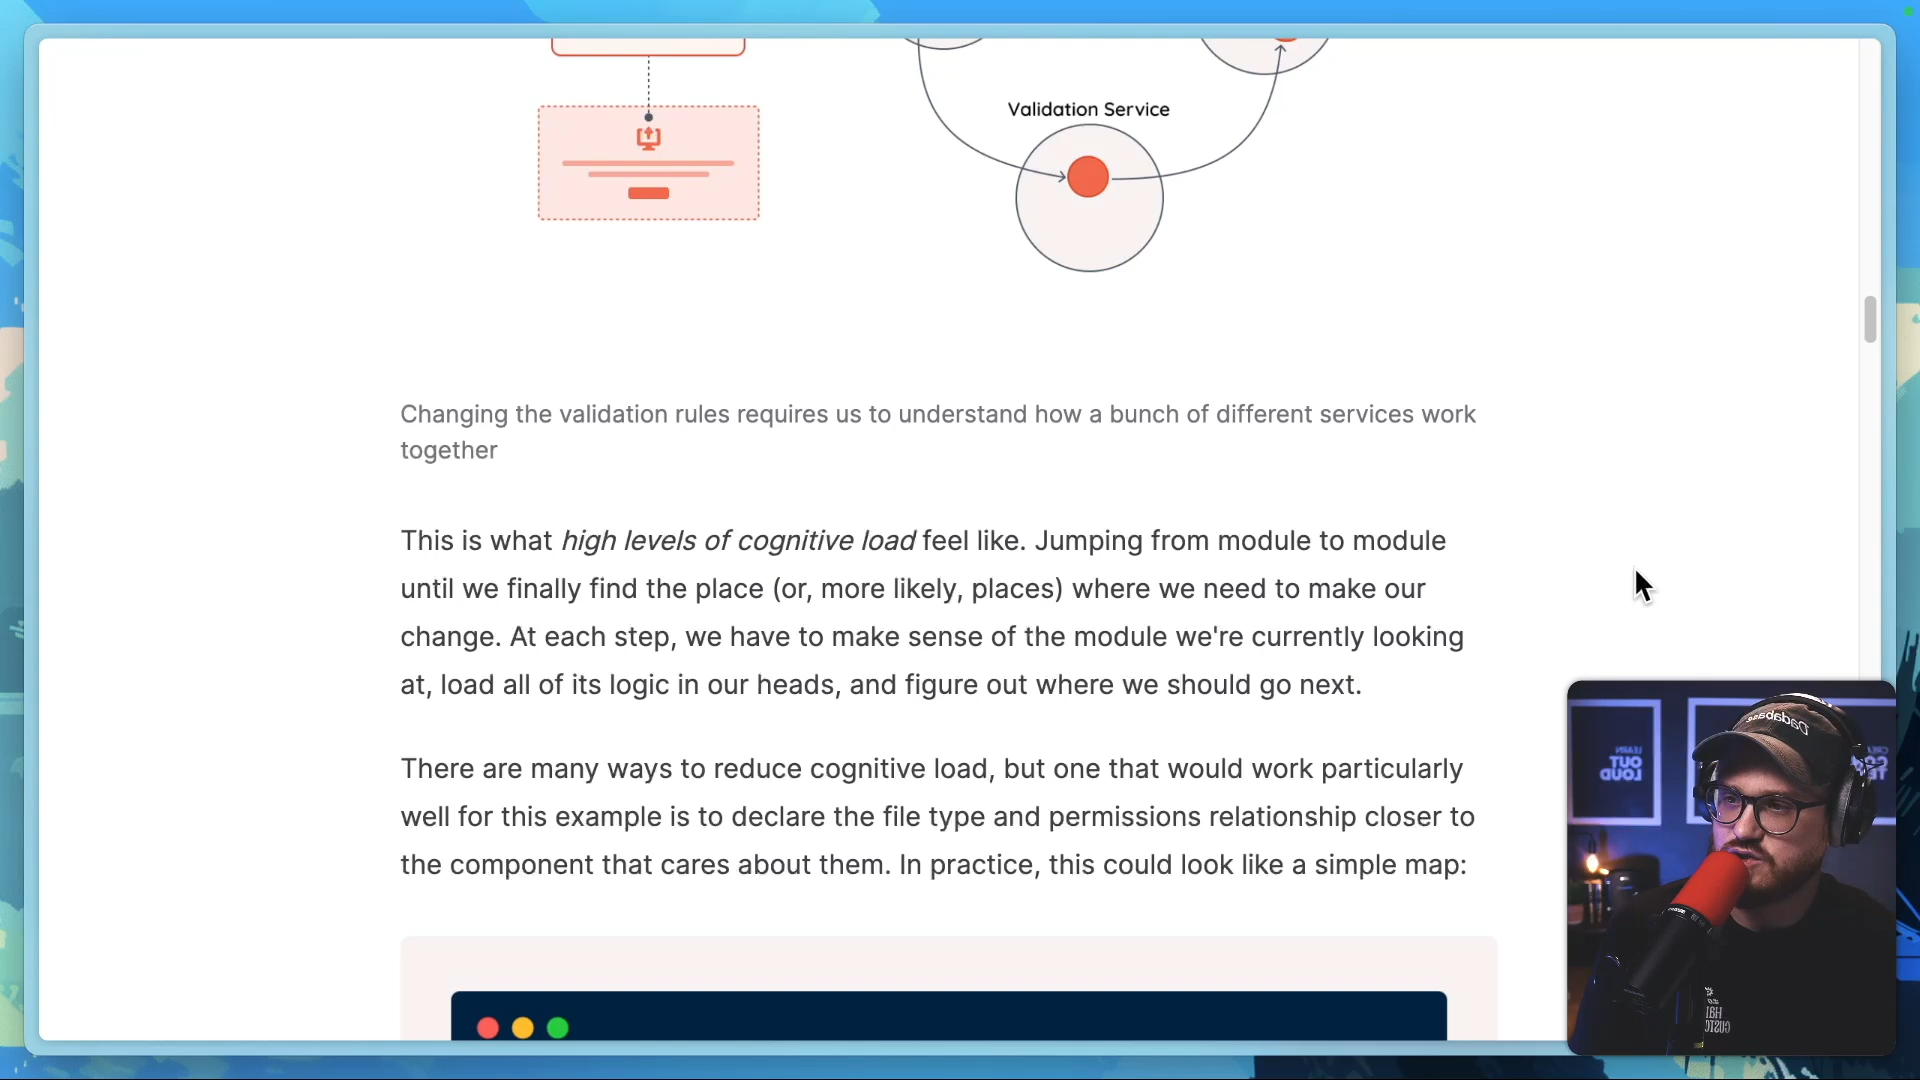 Validation Service
Changing the validation rules requires us to understand how a bunch of different services work
together
This is what high levels of cognitive load feel like. Jumping from module to module
until we finally find the place (or, more likely, places) where we need to make our
change. At each step, we have to make sense of the module we're currently looking
at, load all of its logic in our heads, and figure out where we should go next.
There are many ways to reduce cognitive load, but one that would work particularly
well for this example is to declare the file type and permissions relationship closer to
the component that cares about them. In practice, this could look like a simple map:
Dadabase
LEARN
OUT
LOUD